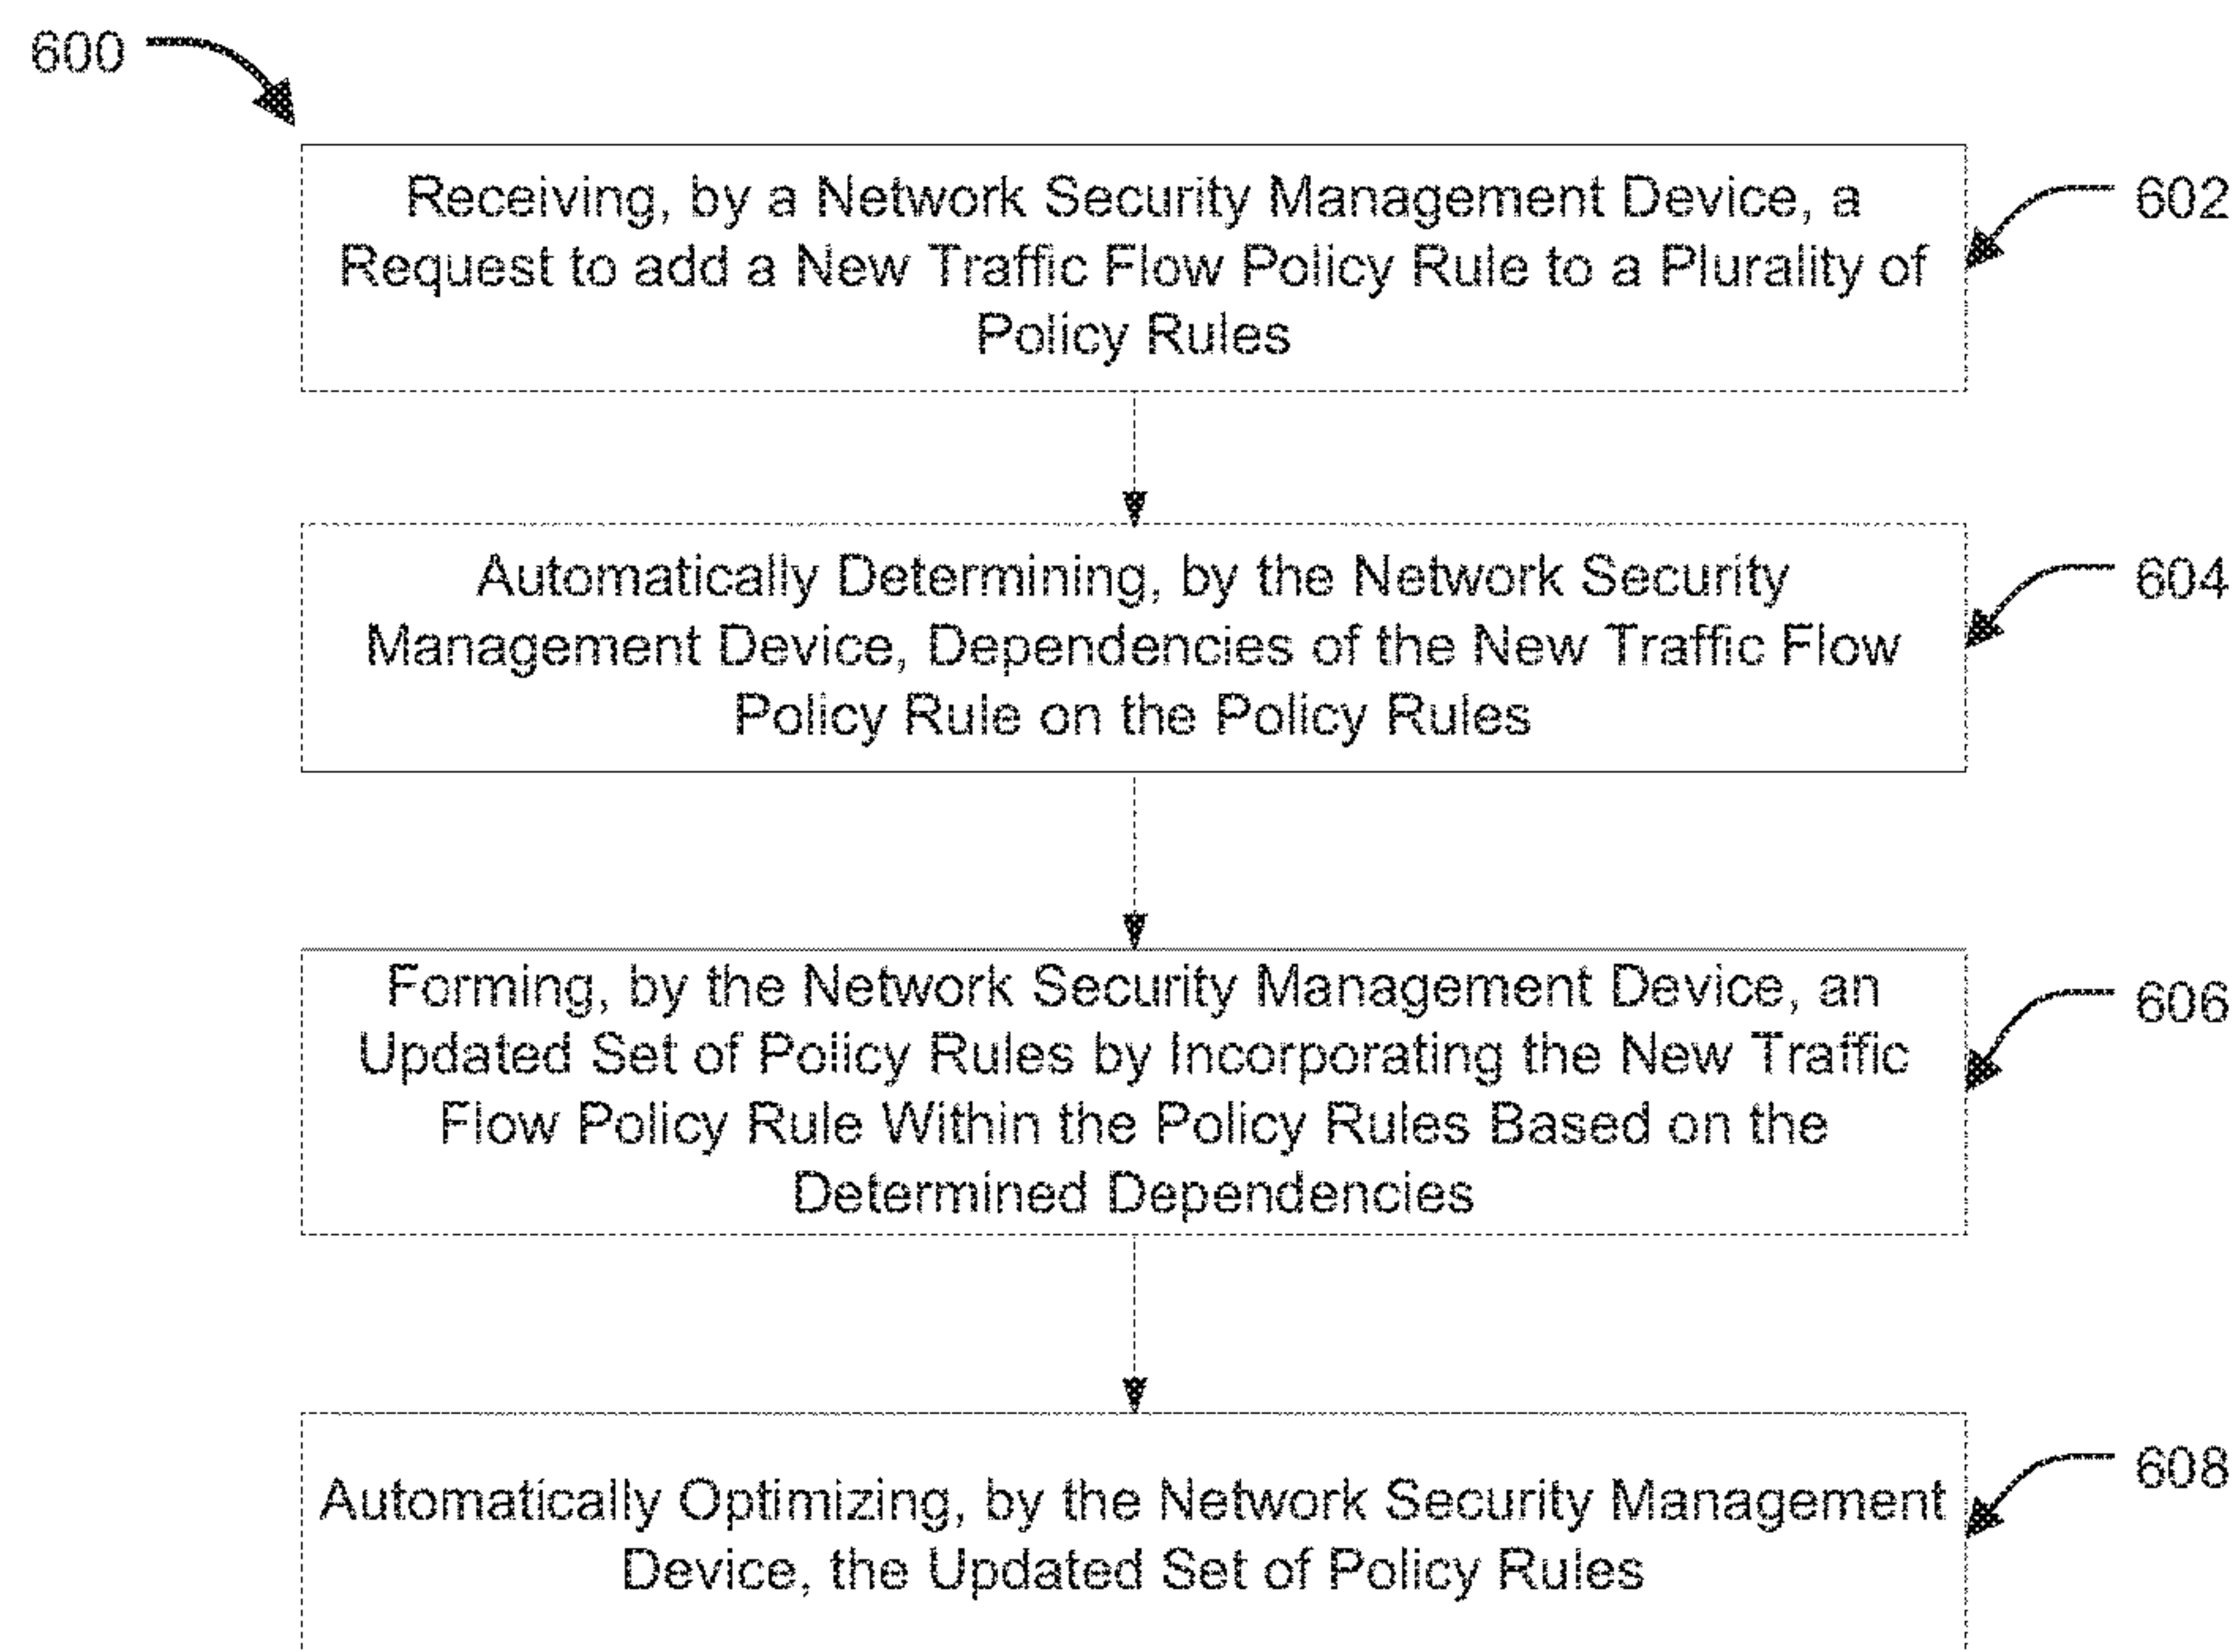 600
Receiving, by a Network Security Management Device, a
Request to add a New Traffic Flow Policy Rule to a Plurality of
Policy Rules
602
Automatically Determining, by the Network Security
Management Device, Dependencies of the New Traffic Flow
Policy Rule on the Policy Rules
604
Forming, by the Network Security Management Device, an
Updated Set of Policy Rules by Incorporating the New Traffic
Flow Policy Rule Within the Policy Rules Based on the
Determined Dependencies
606
Automatically Optimizing, by the Network Security Management
Device, the Updated Set of Policy Rules
608